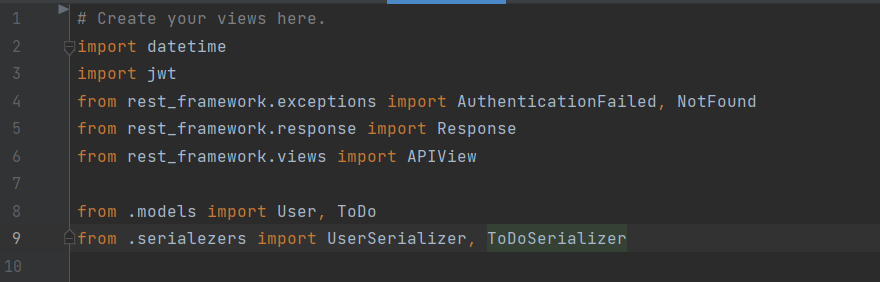 1 # Create your views here.
2 import datetime
3 import jwt
4 from rest_framework.exceptions import AuthenticationFailed, NotFound
5 from rest_framework.response import Response
6 from rest_framework.views import APIView
7
8 from .models import User, ToDo
9 from .serialezers import UserSerializer, ToDoSerializer
10